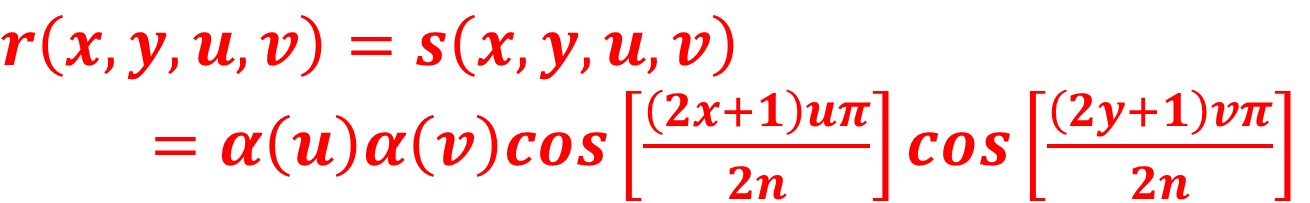 r(x, y, u, v) = s(x, y, u, v)
= α(u)α(v)cos [(2x+1)uπ / 2n] cos [(2y+1)vπ / 2n]